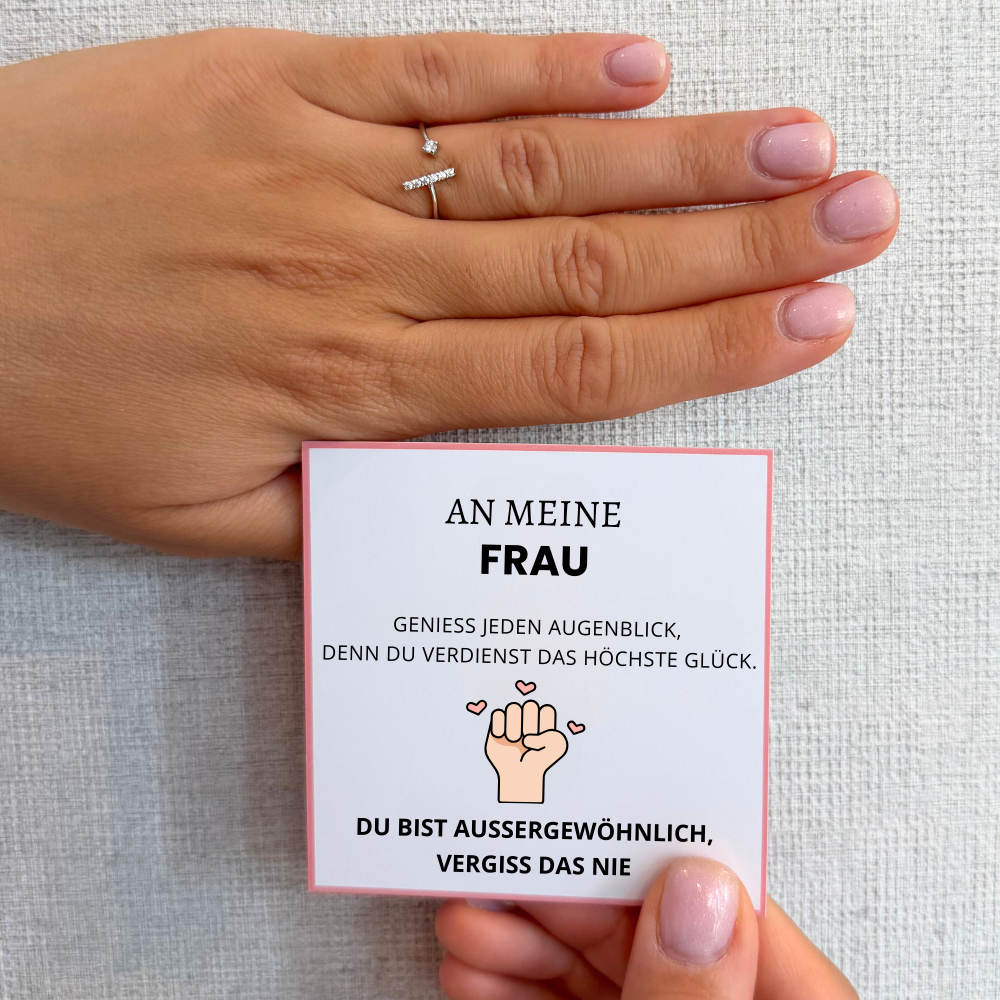 AN MEINE
FRAU
GENIESS JEDEN AUGENBLICK,
DENN DU VERDIENST DAS HÖCHSTE GLÜCK.
DU BIST AUSSERGEWÖHNLICH,
VERGISS DAS NIE